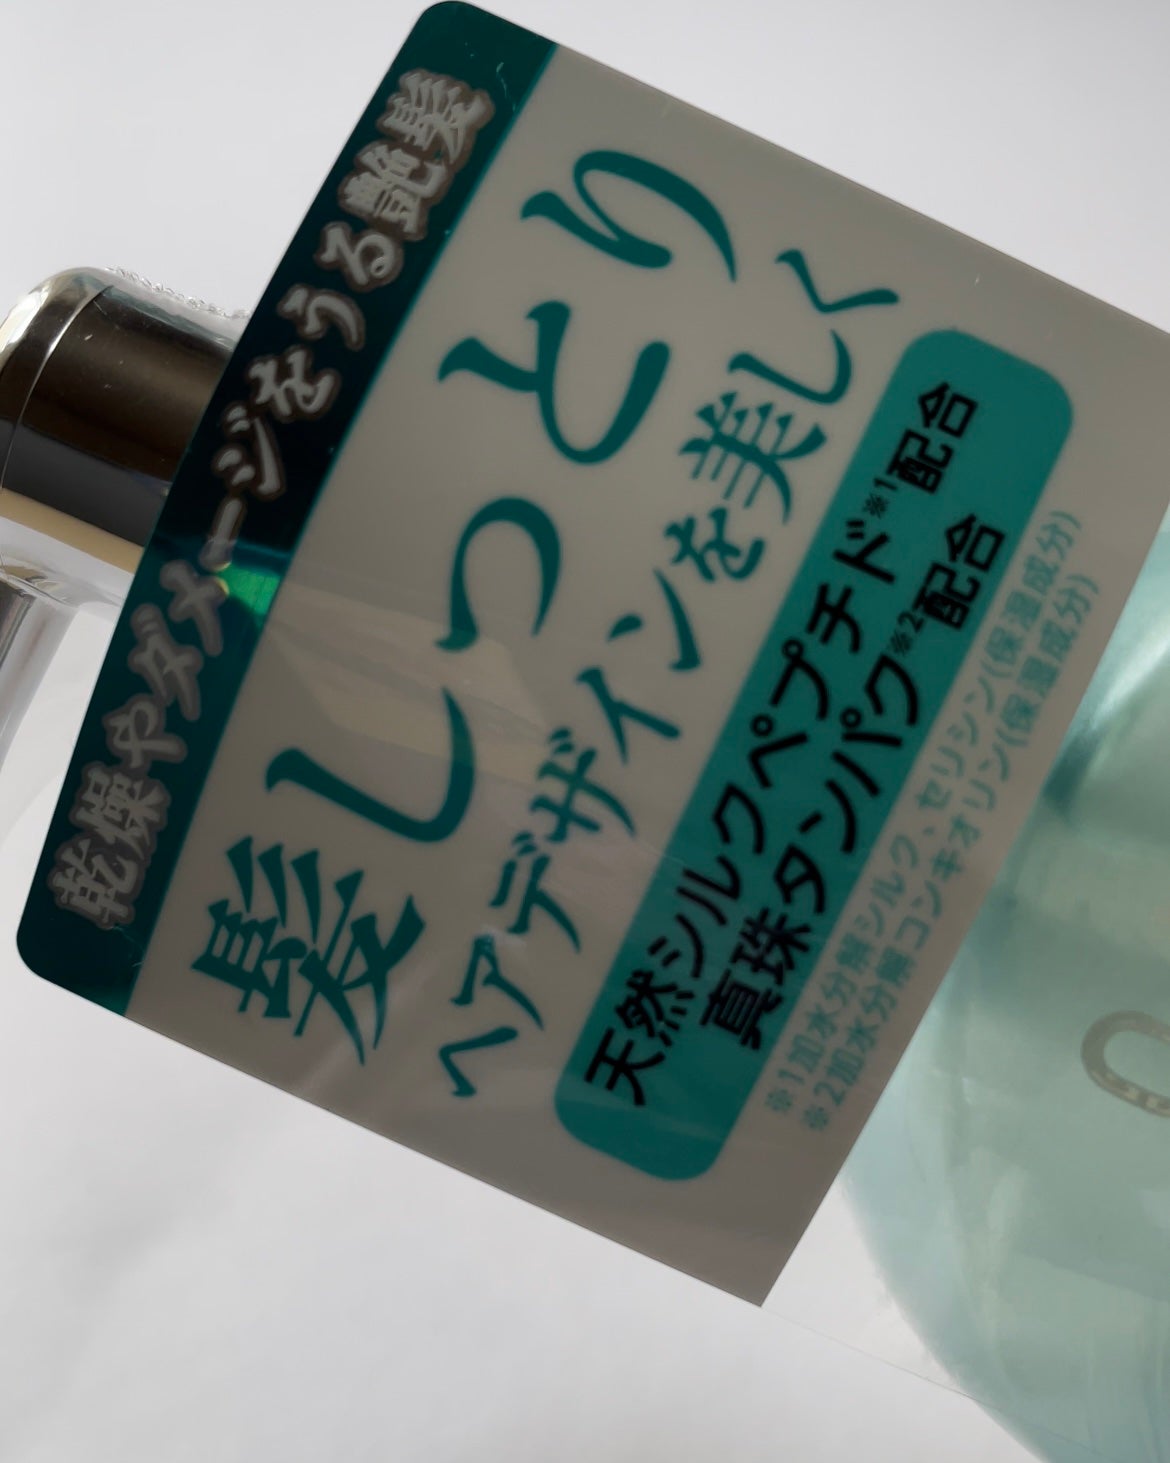 乾燥やダメージをうる艶髪
髪しっとり
ヘアデザインを美しく
天然シルクペプチド※1配合
真珠タンパク※2配合
※1加水分解シルク、セリシン(保湿成分)
※2加水分解コンキオリン(保湿成分)